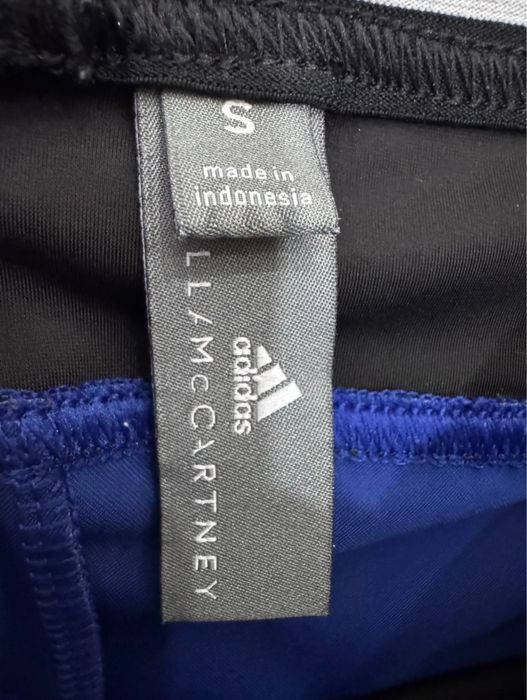 S
made in
indonesia
adidas
LLAMcCARTNEY